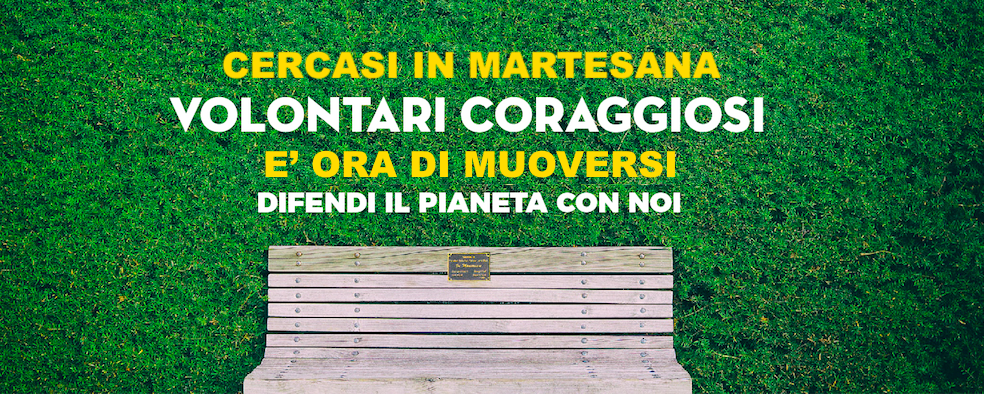 CERCASI IN MARTESANA
VOLONTARI CORAGGIOSI
E’ ORA DI MUOVERSI
DIFENDI IL PIANETA CON NOI